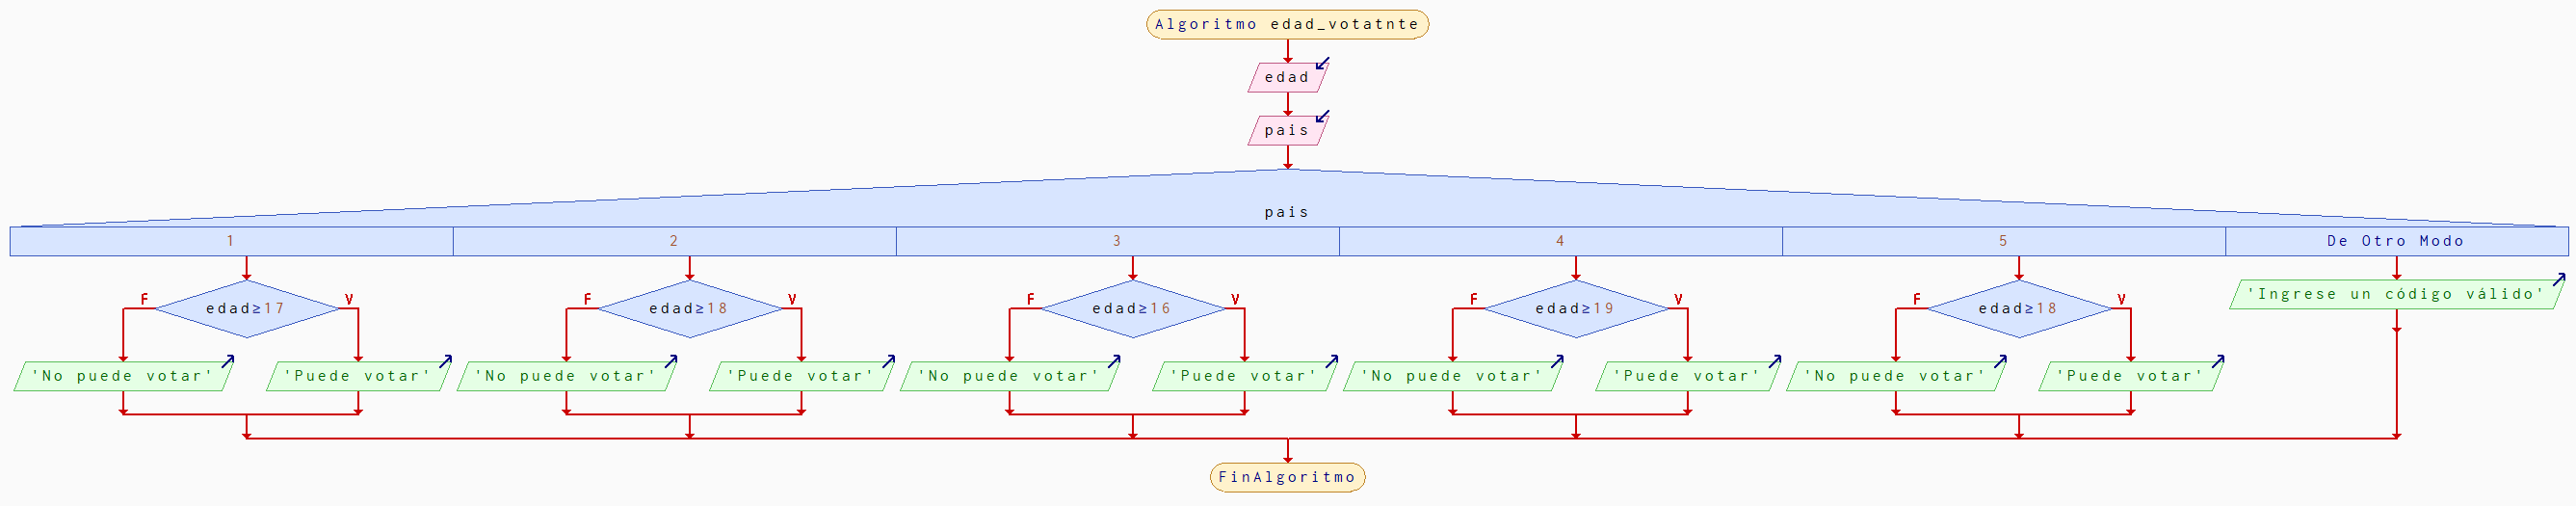 Algoritmo edad_votatnte
edad
pais
pais
1 2 3 4 5 De Otro Modo
'Ingrese un código válido'
F edad≥17 V F edad≥18 V F edad≥16 V F edad≥19 V F edad≥18 V
'No puede votar' 'Puede votar' 'No puede votar' 'Puede votar' 'No puede votar' 'Puede votar' 'No puede votar' 'Puede votar' 'No puede votar' 'Puede votar'
FinAlgoritmo